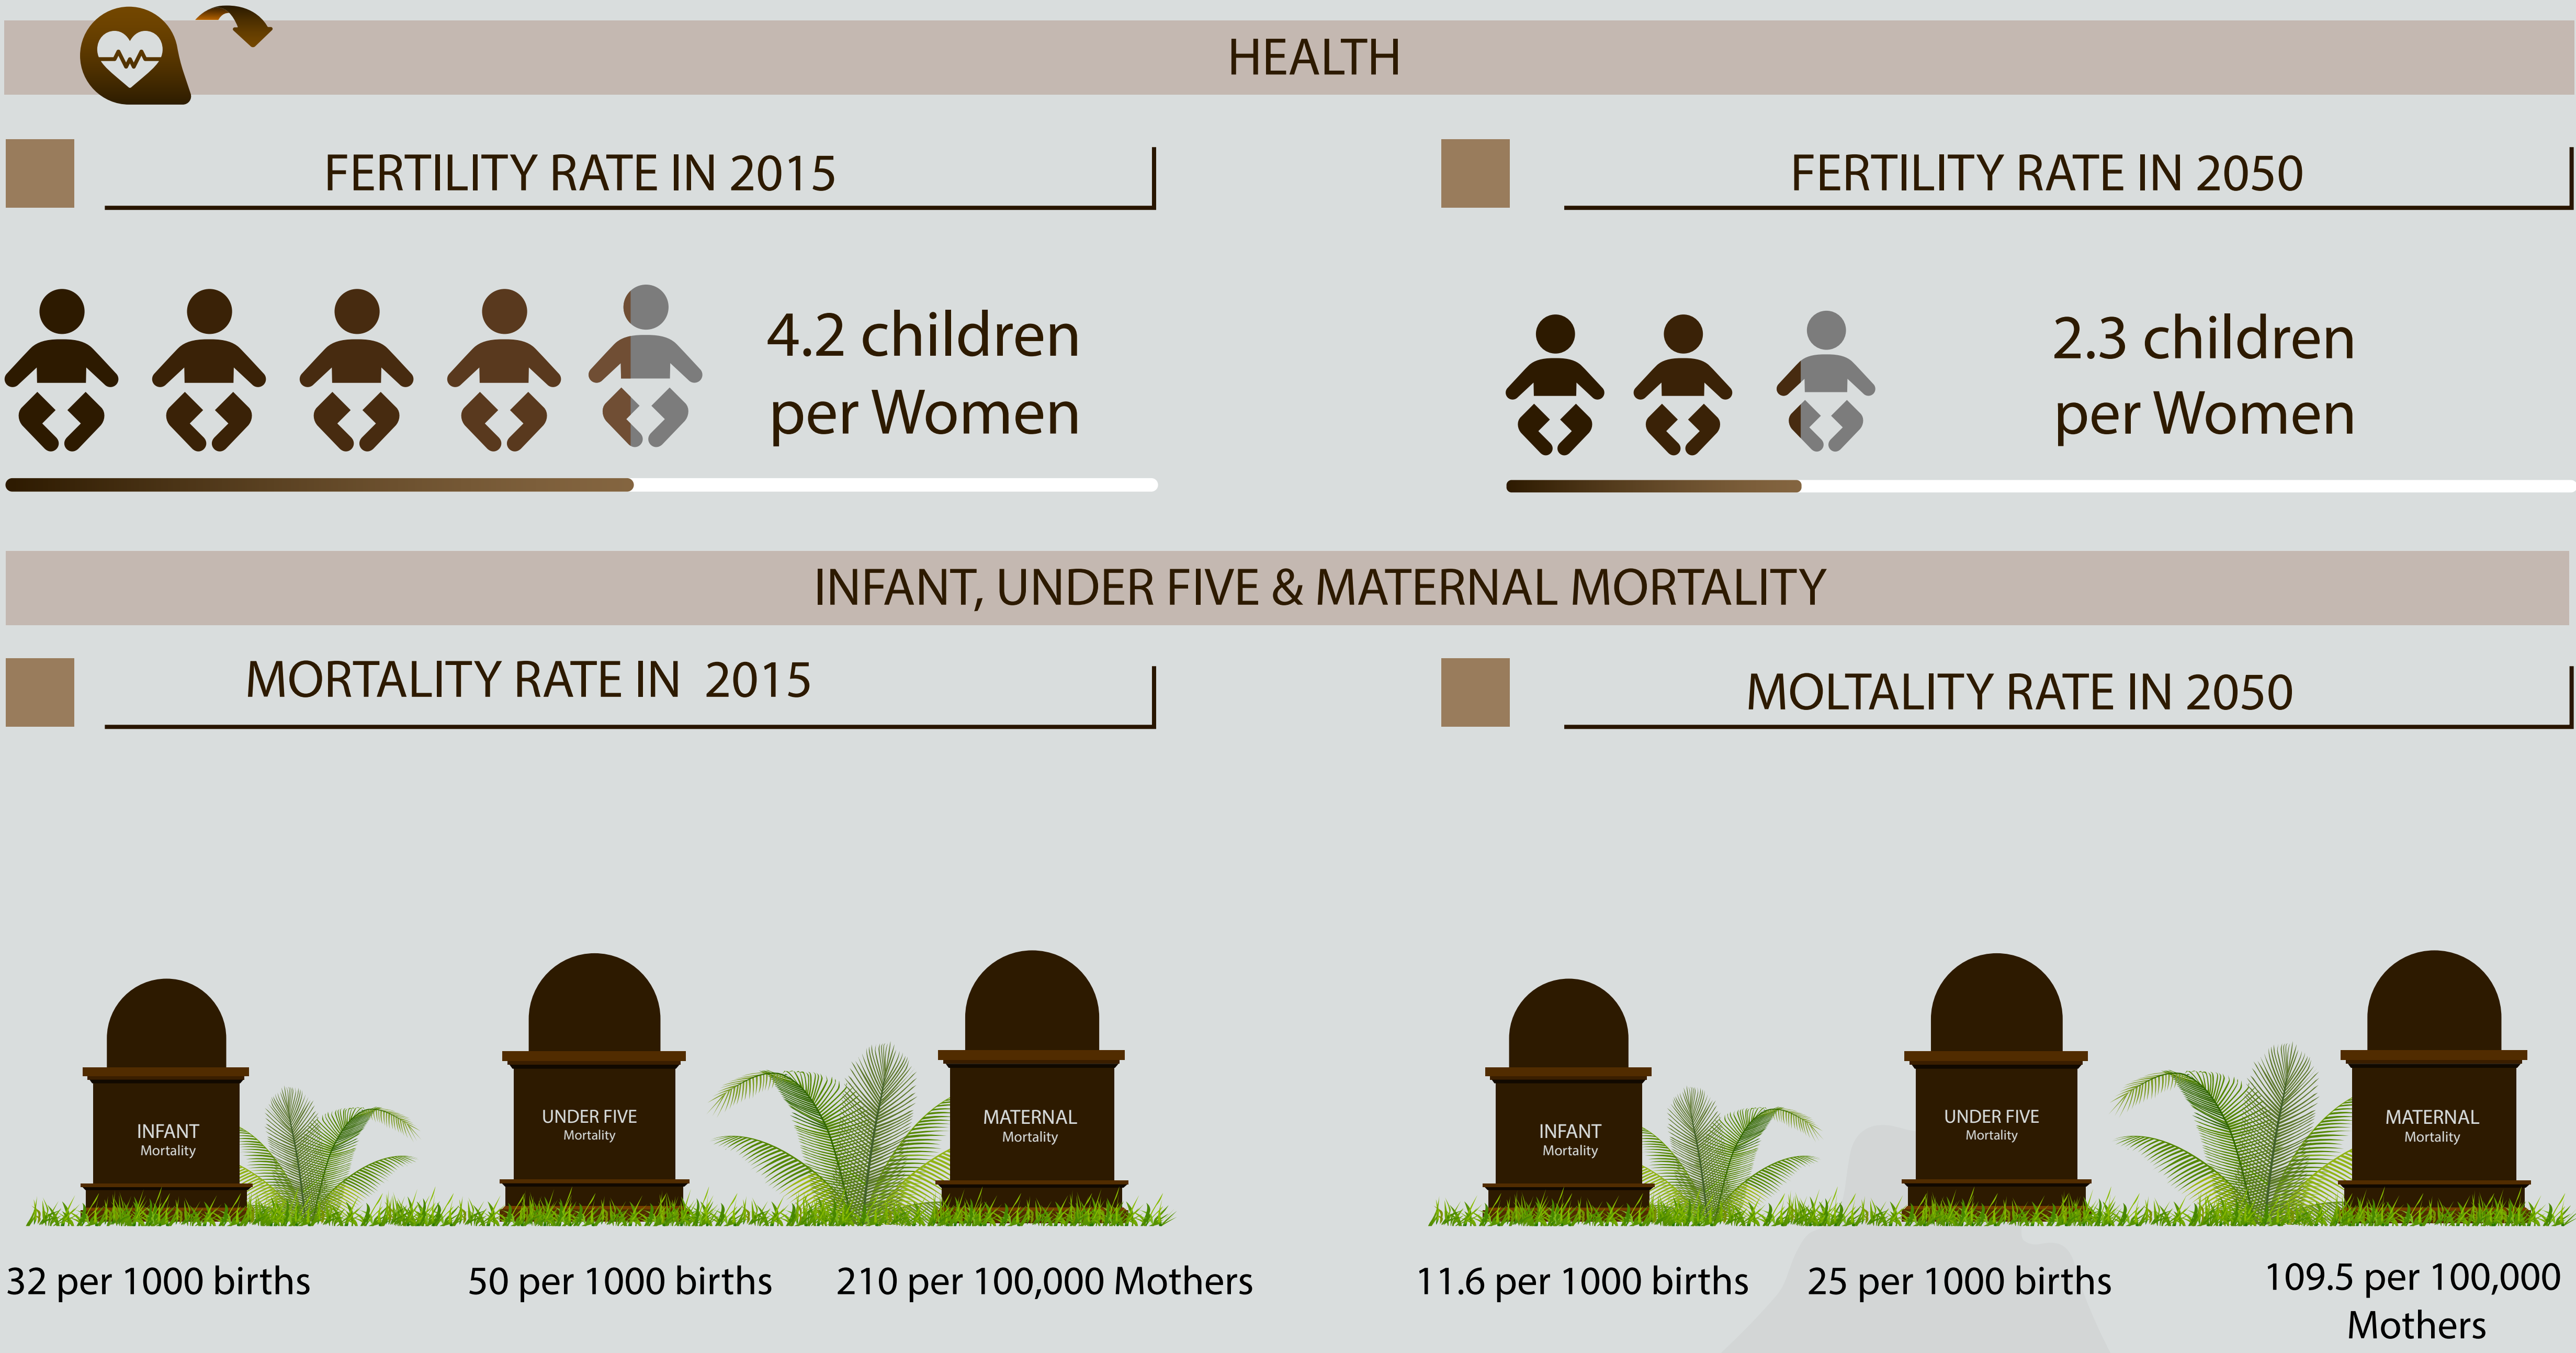 HEALTH
FERTILITY RATE IN 2015
FERTILITY RATE IN 2050
4.2 children
per Women
2.3 children
per Women
INFANT, UNDER FIVE & MATERNAL MORTALITY
MORTALITY RATE IN 2015
MOLTALITY RATE IN 2050
INFANT
Mortality
UNDER FIVE
Mortality
MATERNAL
Mortality
INFANT
Mortality
UNDER FIVE
Mortality
MATERNAL
Mortality
32 per 1000 births
50 per 1000 births
210 per 100,000 Mothers
11.6 per 1000 births
25 per 1000 births
109.5 per 100,000
Mothers